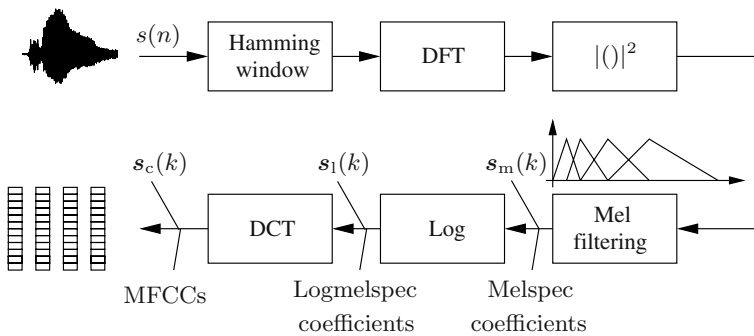 s(n)
Hamming
window
DFT
|()|²
s_c(k)
s_l(k)
s_m(k)
DCT
Log
Mel
filtering
MFCCs
Logmelspec
coefficients
Melspec
coefficients